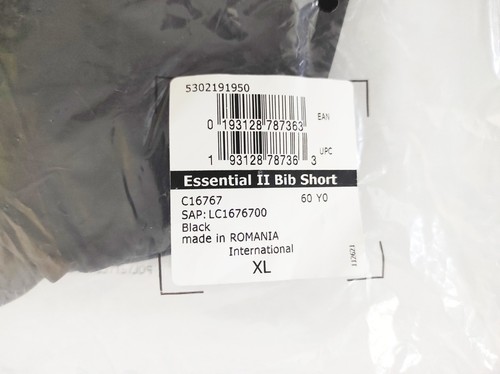 5302191950
EAN
0 193128 787363
UPC
1 93128 78736 3
Essential II Bib Short
C16767 60 Y0
SAP: LC1676700
Black
made in ROMANIA
International
XL
112621